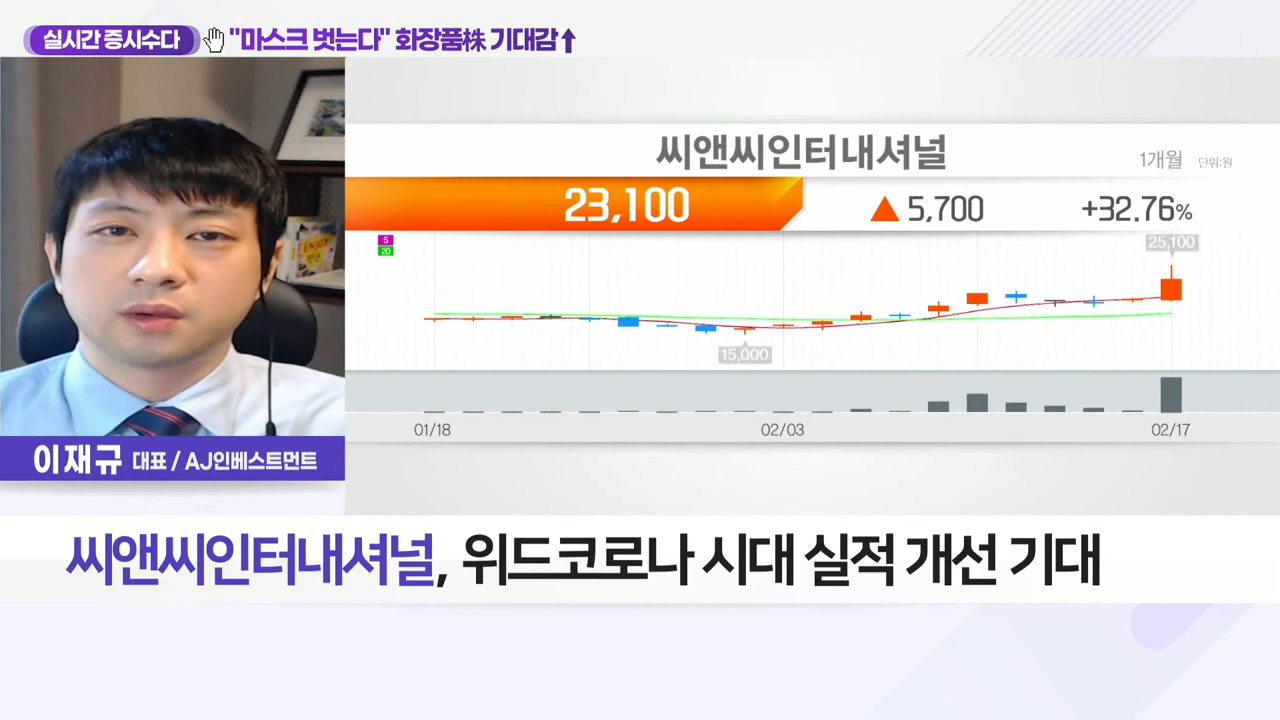 실시간 증시수다 "마스크 벗는다" 화장품株 기대감↑
씨앤씨인터내셔널
1개월 단위:원
23,100 ▲ 5,700 +32.76%
5
20
25,100
ENJOY
15,000
01/18 02/03 02/17
이재규 대표 / AJ인베스트먼트
씨앤씨인터내셔널, 위드코로나 시대 실적 개선 기대